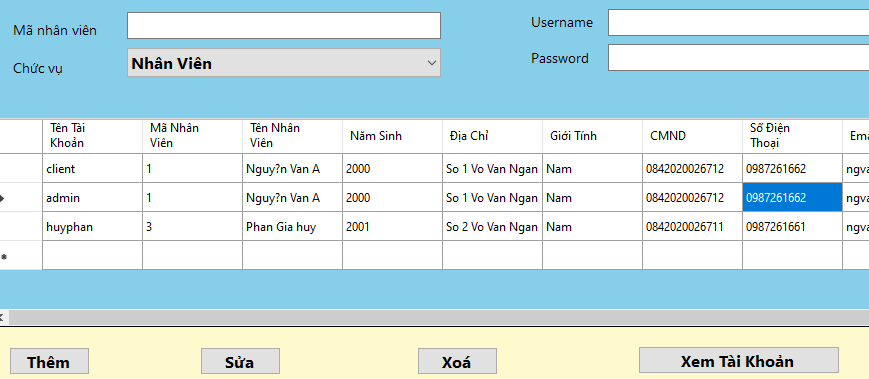 Mã nhân viên
Username
Chức vụ
Nhân Viên
Password
Tên Tài Khoản Mã Nhân Viên Tên Nhân Viên Năm Sinh Địa Chỉ Giới Tính CMND Số Điện Thoại Ema
client 1 Nguy?n Van A 2000 So 1 Vo Van Ngan Nam 0842020026712 0987261662 ngva
admin 1 Nguy?n Van A 2000 So 1 Vo Van Ngan Nam 0842020026712 0987261662 ngva
huyphan 3 Phan Gia huy 2001 So 2 Vo Van Ngan Nam 0842020026711 0987261661 ngva
Thêm Sửa Xoá Xem Tài Khoản